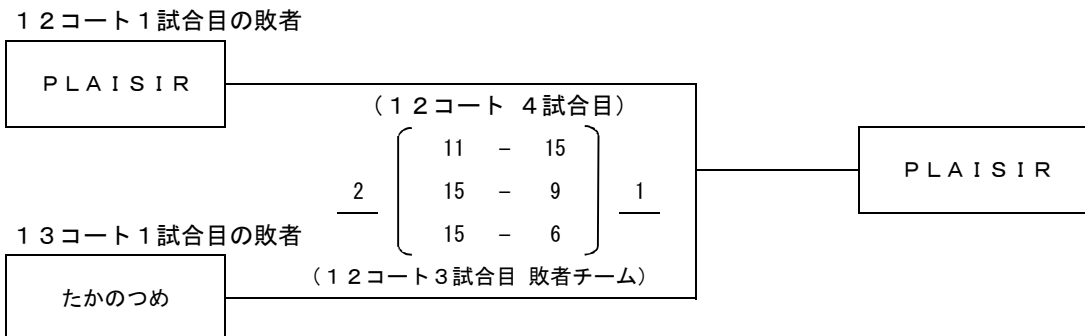 １２コート１試合目の敗者
ＰＬＡＩＳＩＲ
（１２コート ４試合目）
11 － 15
2 15 － 9 1
15 － 6
ＰＬＡＩＳＩＲ
１３コート１試合目の敗者
（１２コート３試合目 敗者チーム）
たかのつめ